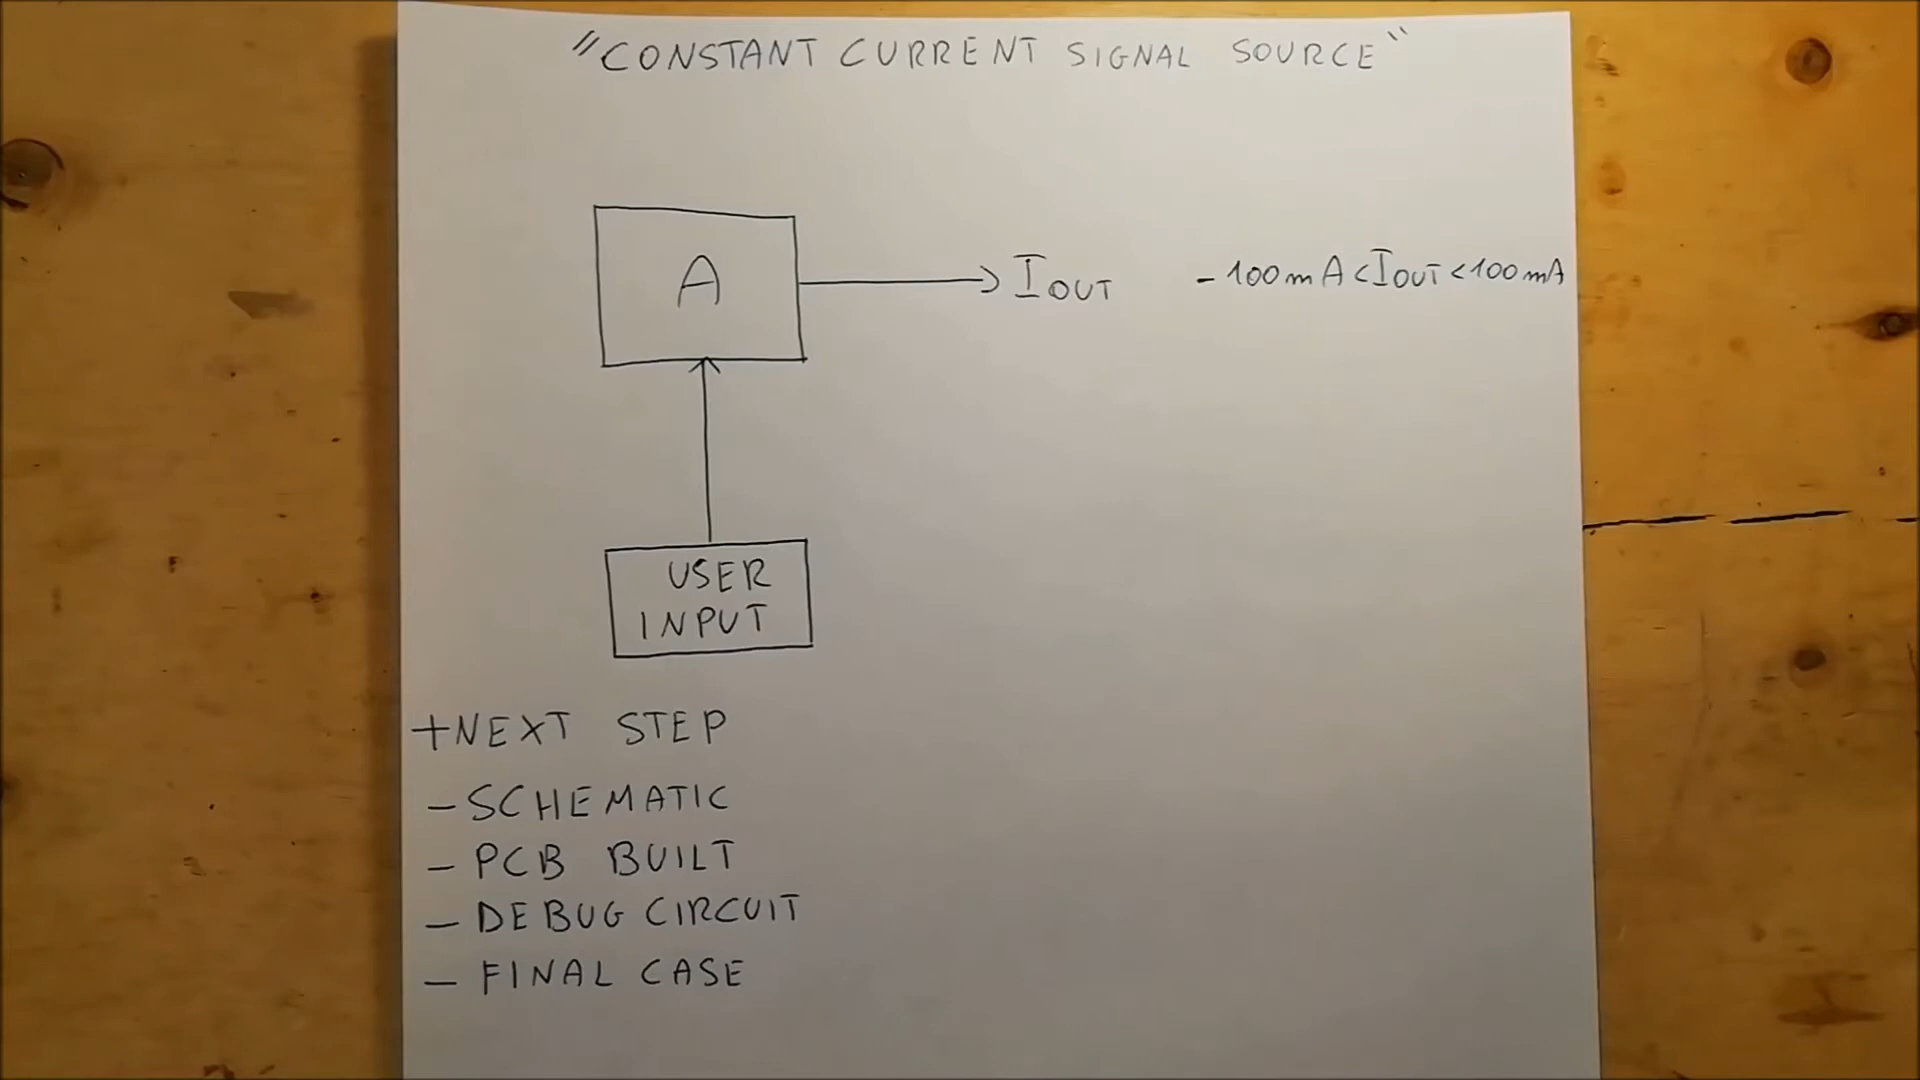 "CONSTANT CURRENT SIGNAL SOURCE"
A
IOUT
- 100mA<IOUT<100mA
USER
INPUT
+NEXT STEP
- SCHEMATIC
- PCB BUILT
- DEBUG CIRCUIT
- FINAL CASE